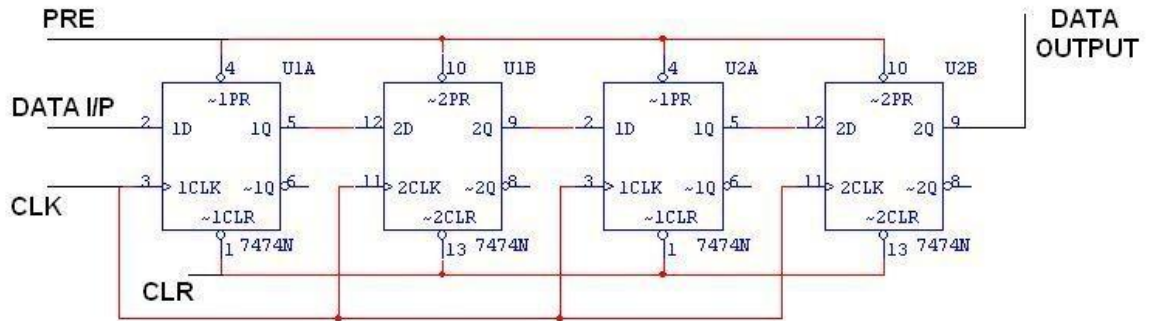 PRE
DATA
OUTPUT
4 U1A 10 U1B 4 U2A 10 U2B
~1PR ~2PR ~1PR ~2PR
DATA I/P
2 1D 1Q 5 12 2D 2Q 9 2 1D 1Q 5 12 2D 2Q 9
3 1CLK ~1Q 6 11 2CLK ~2Q 8 3 1CLK ~1Q 6 11 2CLK ~2Q 8
CLK
~1CLR ~2CLR ~1CLR ~2CLR
1 7474N 13 7474N 1 7474N 13 7474N
CLR